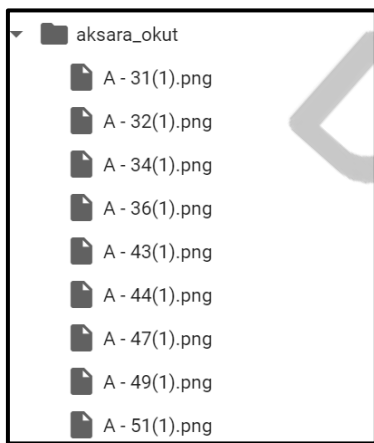 aksara_okut
A - 31(1).png
A - 32(1).png
A - 34(1).png
A - 36(1).png
A - 43(1).png
A - 44(1).png
A - 47(1).png
A - 49(1).png
A - 51(1).png